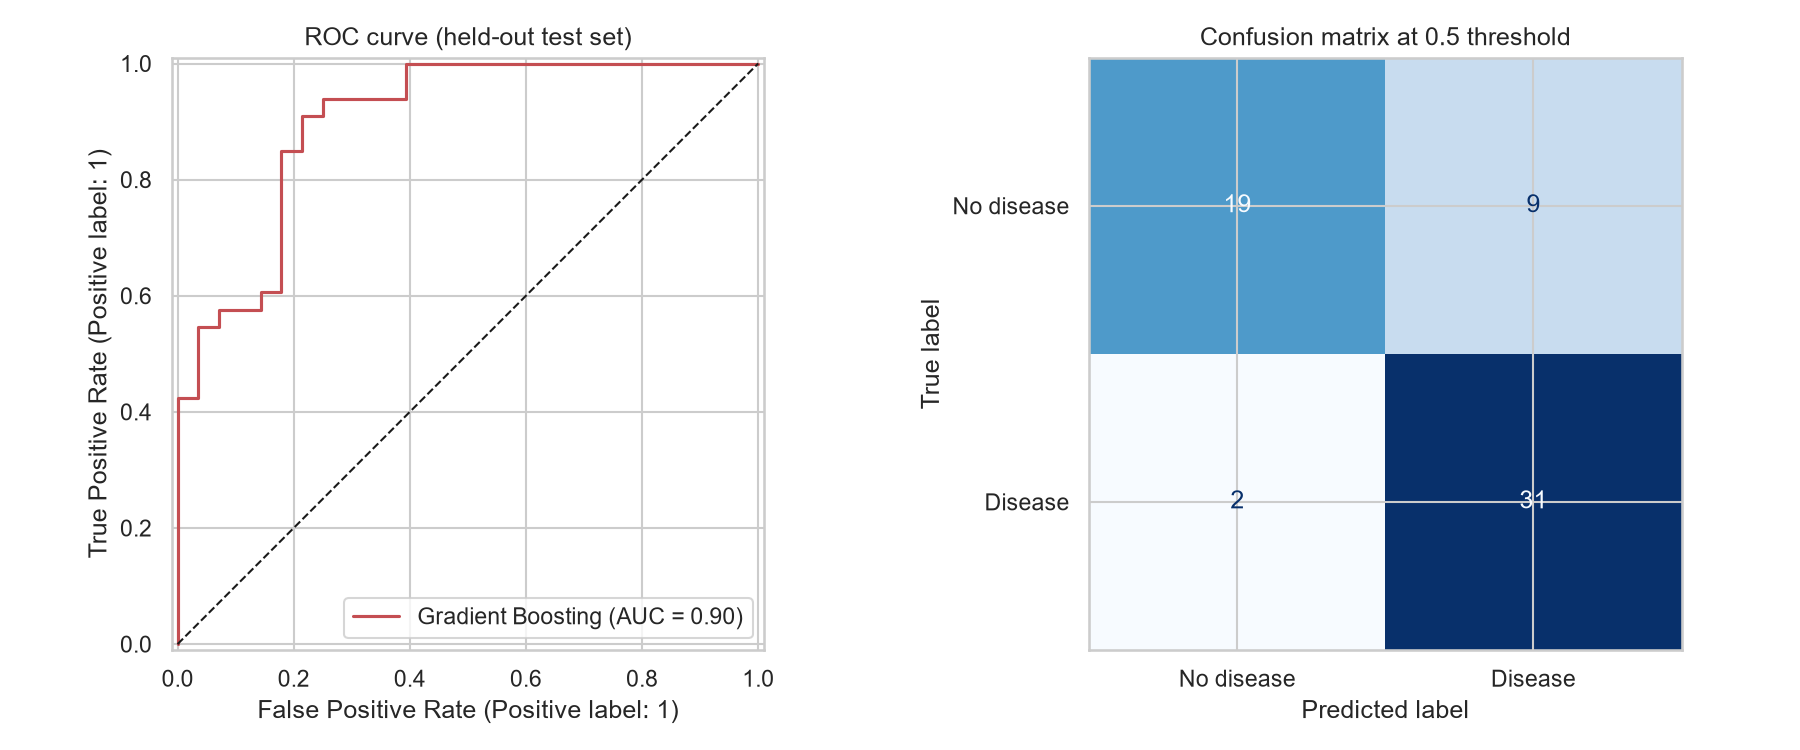 ROC curve (held-out test set)
1.0
0.8
0.6
0.4
0.2
0.0
True Positive Rate (Positive label: 1)
Gradient Boosting (AUC = 0.90)
0.0 0.2 0.4 0.6 0.8 1.0
False Positive Rate (Positive label: 1)
Confusion matrix at 0.5 threshold
True label
No disease 19 9
Disease 2 31
No disease Disease
Predicted label